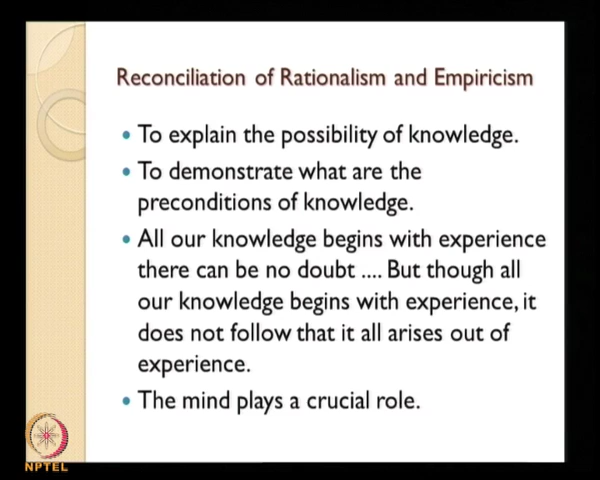 Reconciliation of Rationalism and Empiricism
• To explain the possibility of knowledge.
• To demonstrate what are the
preconditions of knowledge.
• All our knowledge begins with experience
there can be no doubt .... But though all
our knowledge begins with experience, it
does not follow that it all arises out of
experience.
• The mind plays a crucial role.
NPTEL